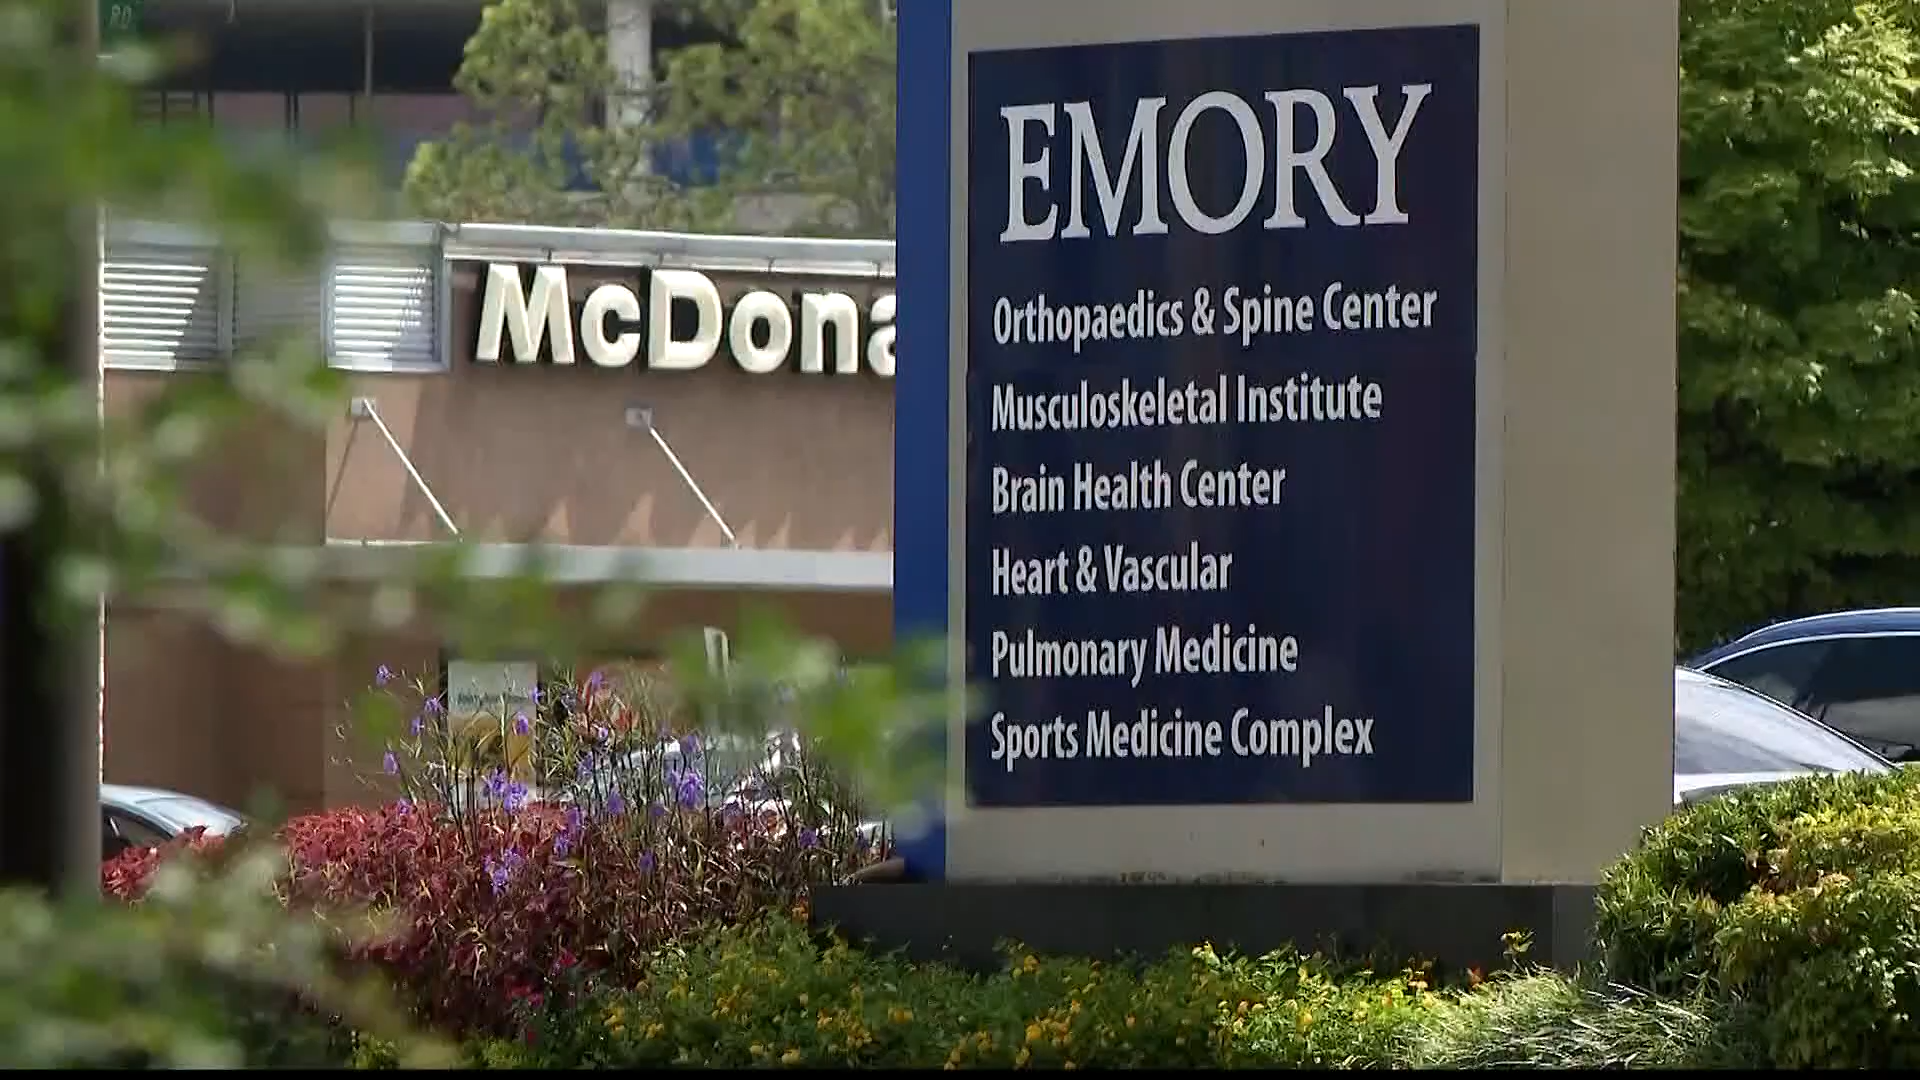 McDona
EMORY
Orthopaedics & Spine Center
Musculoskeletal Institute
Brain Health Center
Heart & Vascular
Pulmonary Medicine
Sports Medicine Complex